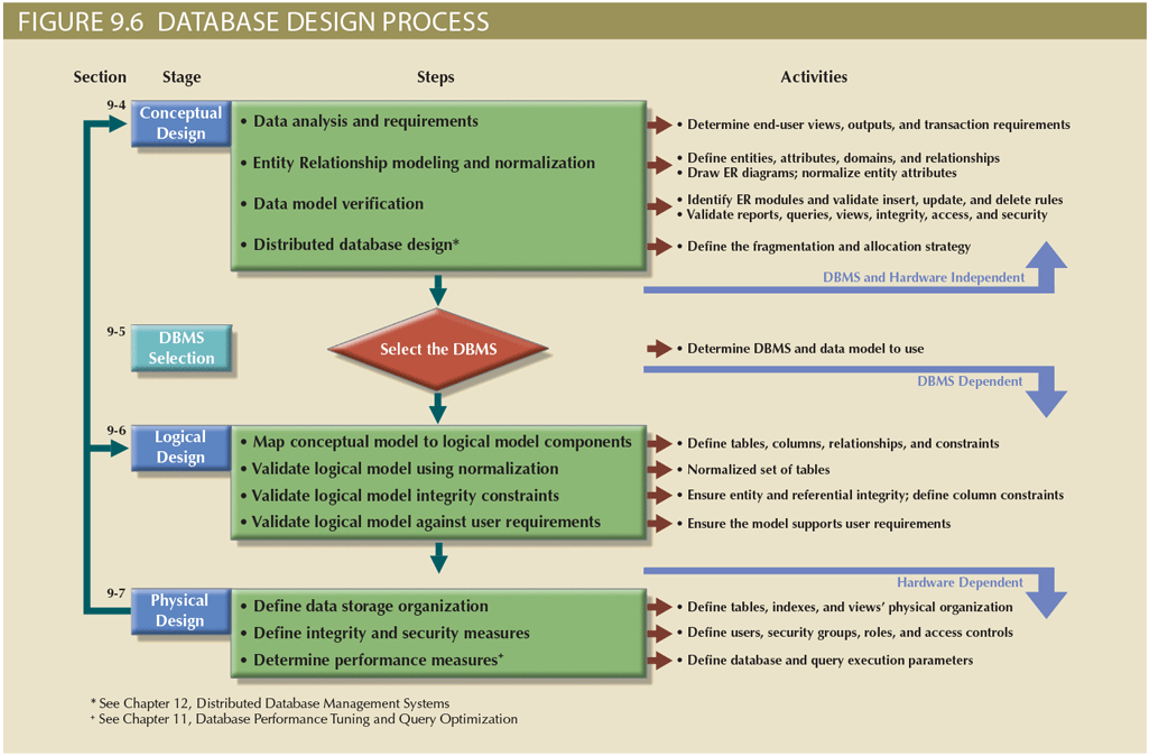 FIGURE 9.6 DATABASE DESIGN PROCESS
Section Stage Steps Activities
9-4
Conceptual
Design
• Data analysis and requirements
• Determine end-user views, outputs, and transaction requirements
• Entity Relationship modeling and normalization
• Define entities, attributes, domains, and relationships
• Draw ER diagrams; normalize entity attributes
• Data model verification
• Identify ER modules and validate insert, update, and delete rules
• Validate reports, queries, views, integrity, access, and security
• Distributed database design*
• Define the fragmentation and allocation strategy
DBMS and Hardware Independent
9-5
DBMS
Selection
Select the DBMS
• Determine DBMS and data model to use
DBMS Dependent
9-6
Logical
Design
• Map conceptual model to logical model components
• Define tables, columns, relationships, and constraints
• Validate logical model using normalization
• Normalized set of tables
• Validate logical model integrity constraints
• Ensure entity and referential integrity; define column constraints
• Validate logical model against user requirements
• Ensure the model supports user requirements
Hardware Dependent
9-7
Physical
Design
• Define data storage organization
• Define tables, indexes, and views' physical organization
• Define integrity and security measures
• Define users, security groups, roles, and access controls
• Determine performance measures+
• Define database and query execution parameters
* See Chapter 12, Distributed Database Management Systems
+ See Chapter 11, Database Performance Tuning and Query Optimization